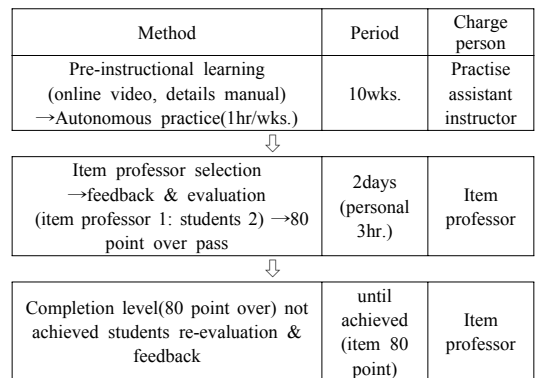 Method
Period
Charge
person
Pre-instructional learning
(online video, details manual)
→Autonomous practice(1hr/wks.)
10wks.
Practise
assistant
instructor
⇩
Item professor selection
→feedback & evaluation
(item professor 1: students 2) →80
point over pass
2days
(personal
3hr.)
Item
professor
⇩
Completion level(80 point over) not
achieved students re-evaluation &
feedback
until
achieved
(item 80
point)
Item
professor